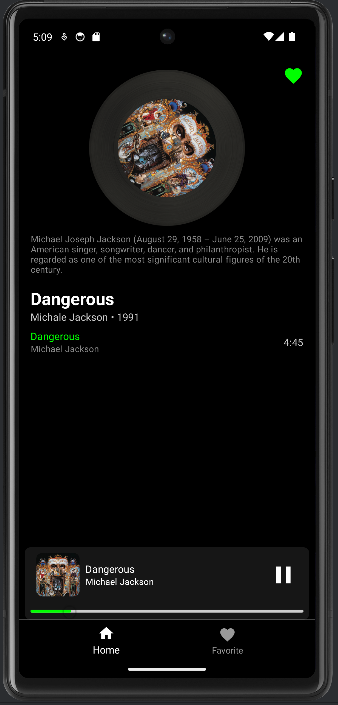 5:09
Michael Joseph Jackson (August 29, 1958 – June 25, 2009) was an
American singer, songwriter, dancer, and philanthropist. He is
regarded as one of the most significant cultural figures of the 20th
century.
Dangerous
Michale Jackson • 1991
Dangerous
Michael Jackson
4:45
Dangerous
Michael Jackson
Home
Favorite